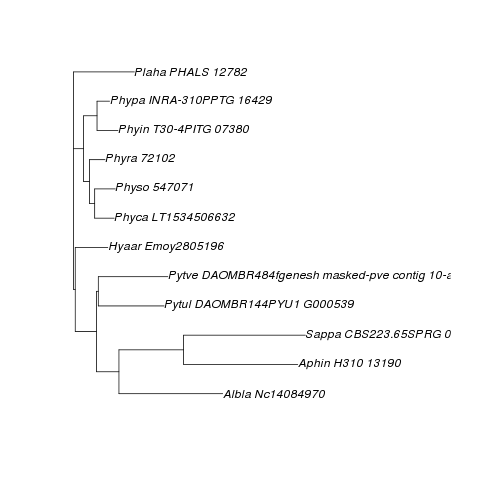 Plaha PHALS 12782
Phypa INRA-310PPTG 16429
Phyin T30-4PITG 07380
Phyra 72102
Physo 547071
Phyca LT1534506632
Hyaar Emoy2805196
Pytve DAOMBR484fgenesh masked-pve contig 10-a
Pytul DAOMBR144PYU1 G000539
Sappa CBS223.65SPRG 0
Aphin H310 13190
Albla Nc14084970